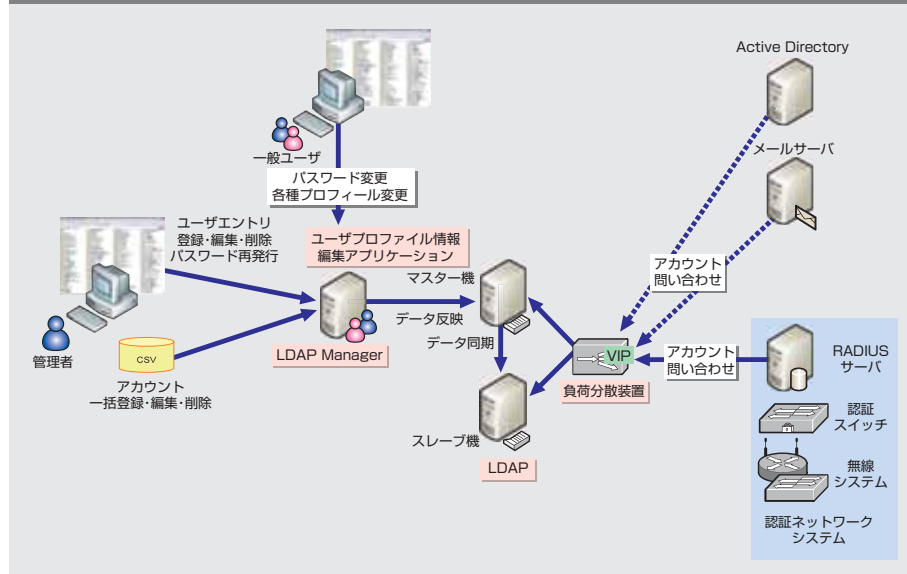 Active Directory
メールサーバ
一般ユーザ
パスワード変更
各種プロフィール変更
ユーザエントリ
登録・編集・削除
パスワード再発行
ユーザプロファイル情報
編集アプリケーション
アカウント
問い合わせ
マスター機
データ反映
データ同期
管理者
CSV
LDAP Manager
アカウント
一括登録・編集・削除
VIP
負荷分散装置
アカウント
問い合わせ
RADIUS
サーバ
スレーブ機
LDAP
認証
スイッチ
無線
システム
認証ネットワーク
システム